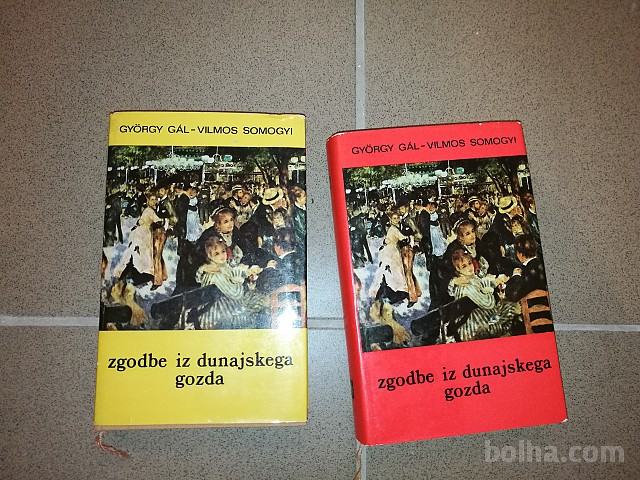 GYÖRGY GÁL–VILMOS SOMOGYI
zgodbe iz dunajskega
gozda
GYÖRGY GÁL–VILMOS SOMOGYI
zgodbe iz dunajskega
gozda
bolha.com